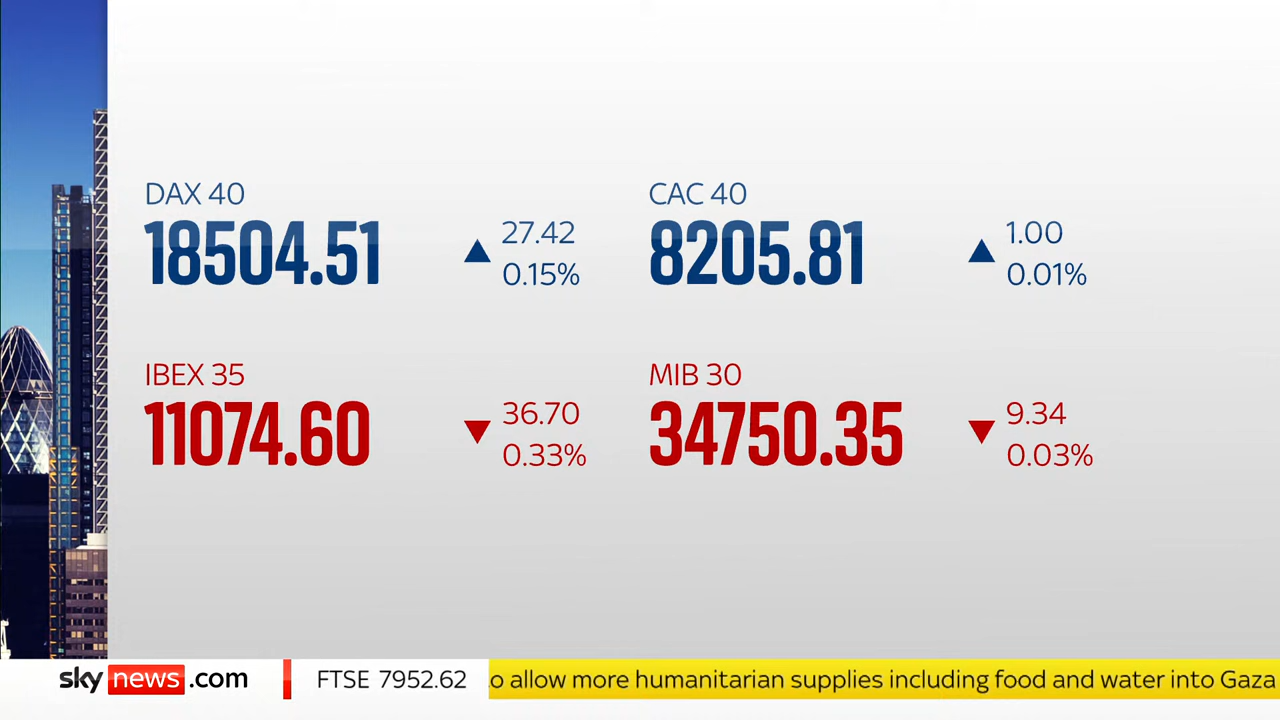 DAX 40
18504.51
27.42
0.15%
CAC 40
8205.81
1.00
0.01%
IBEX 35
11074.60
36.70
0.33%
MIB 30
34750.35
9.34
0.03%
sky news.com
FTSE 7952.62
allow more humanitarian supplies including food and water into Gaza